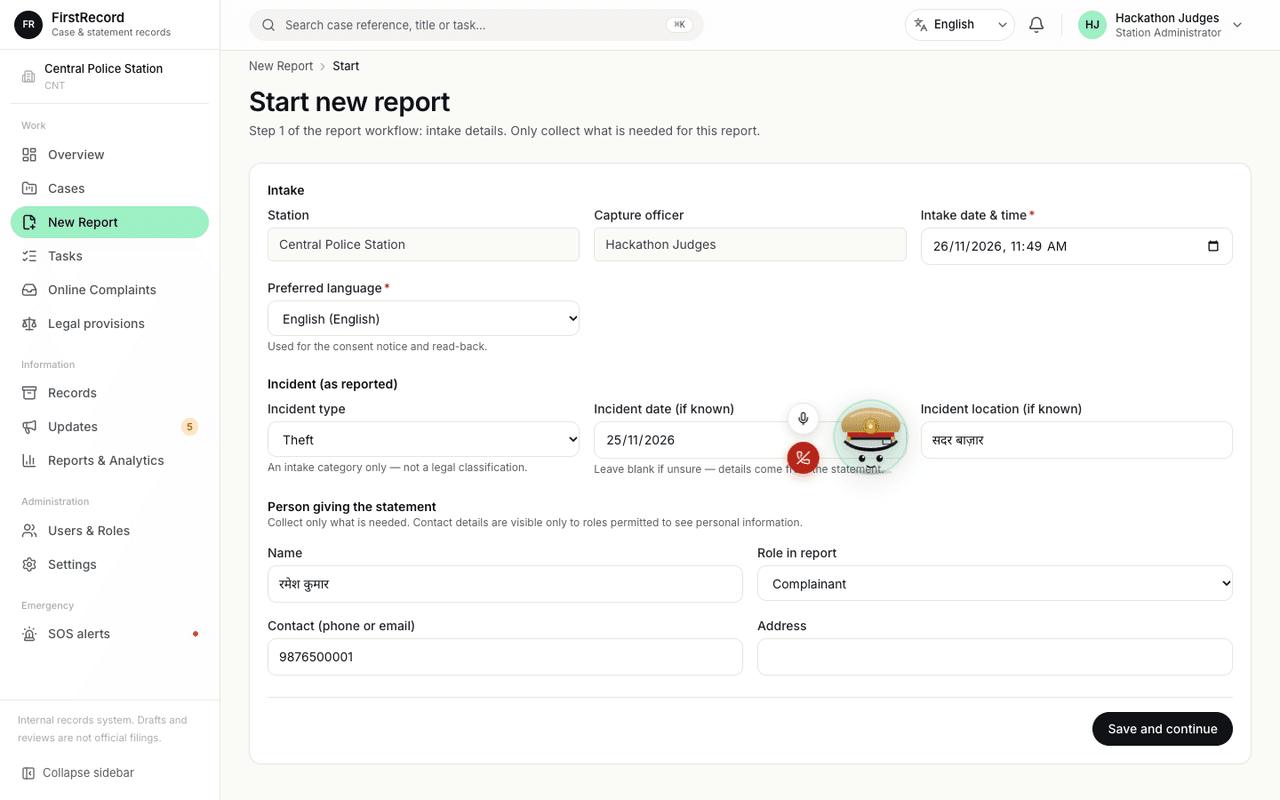 FR
FirstRecord
Case & statement records
Search case reference, title or task...
⌘K
English
HJ
Hackathon Judges
Station Administrator
Central Police Station
CNT
Work
Overview
Cases
New Report
Tasks
Online Complaints
Legal provisions
Information
Records
Updates
5
Reports & Analytics
Administration
Users & Roles
Settings
Emergency
SOS alerts
Internal records system. Drafts and
reviews are not official filings.
Collapse sidebar
New Report > Start
Start new report
Step 1 of the report workflow: intake details. Only collect what is needed for this report.
Intake
Station
Capture officer
Intake date & time*
Central Police Station
Hackathon Judges
26/11/2026, 11:49 AM
Preferred language*
English (English)
Used for the consent notice and read-back.
Incident (as reported)
Incident type
Incident date (if known)
Incident location (if known)
Theft
25/11/2026
सदर बाज़ार
An intake category only — not a legal classification.
Leave blank if unsure — details come the statement.
Person giving the statement
Collect only what is needed. Contact details are visible only to roles permitted to see personal information.
Name
Role in report
रमेश कुमार
Complainant
Contact (phone or email)
Address
9876500001
Save and continue